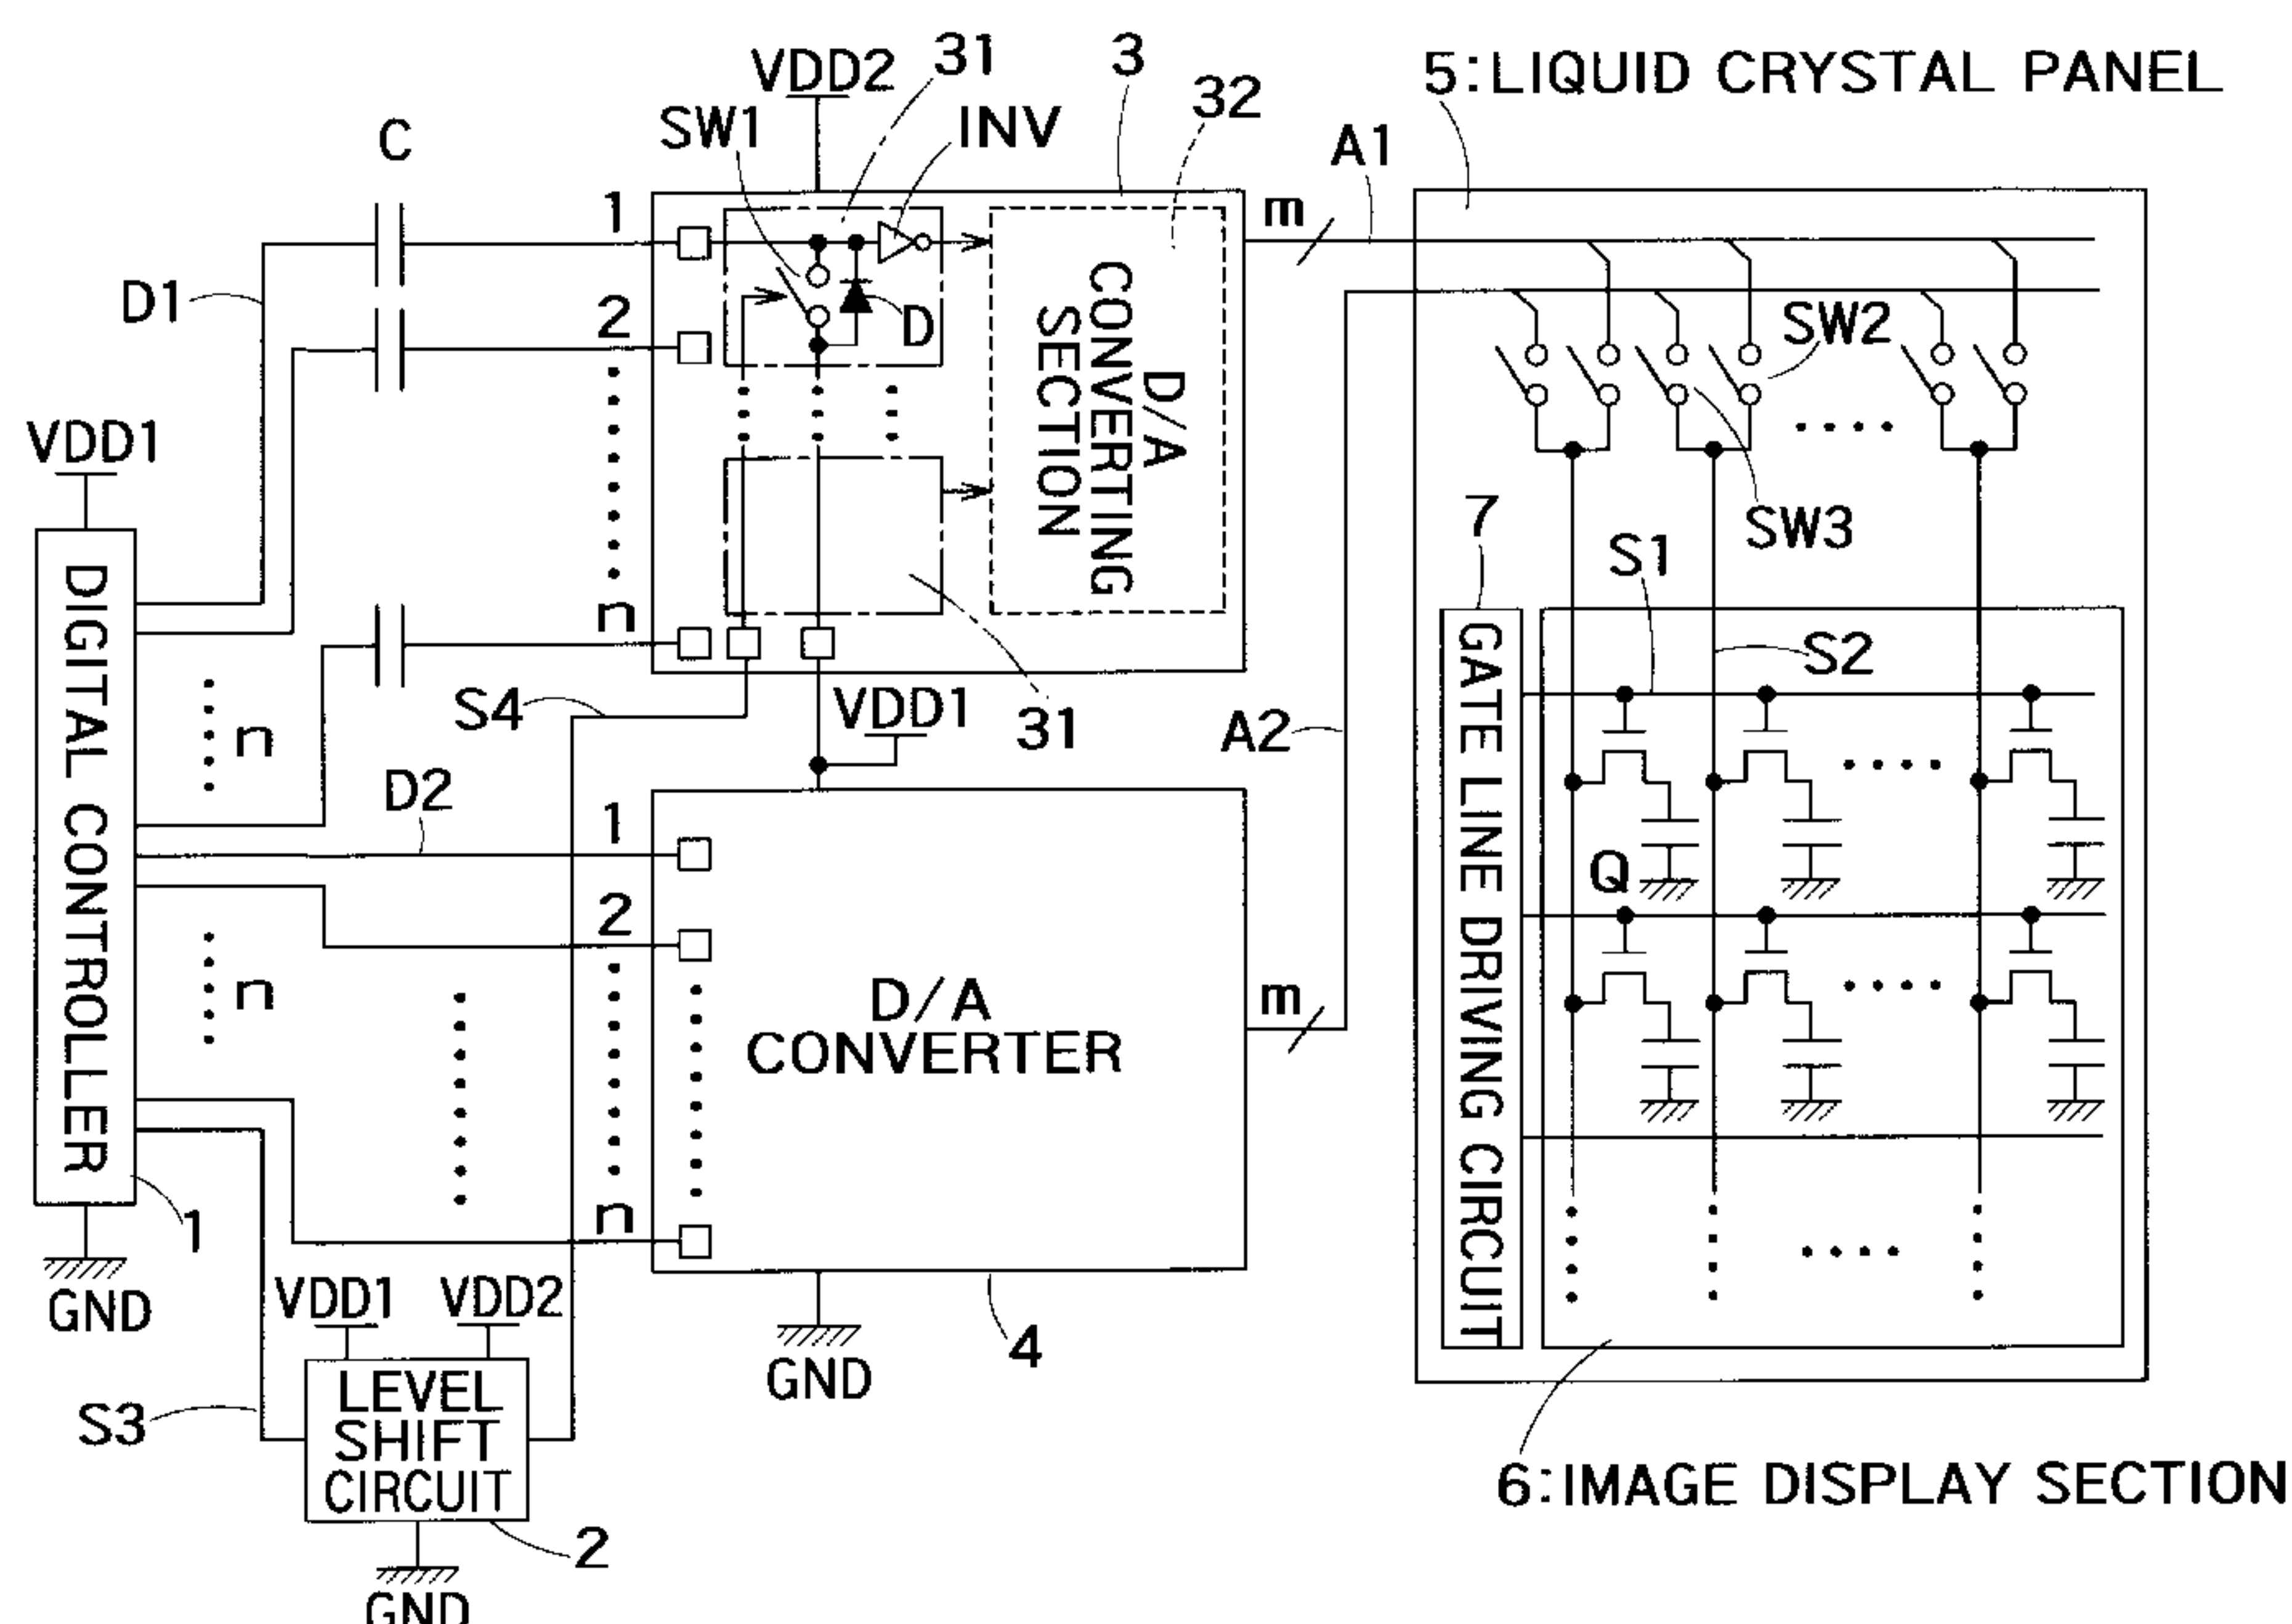 VDD2
31
3
5:LIQUID CRYSTAL PANEL
SW1
INV
32
C
A1
1
m
D1
2
D
SW2
D/A
CONVERTING
SECTION
VDD1
SW3
7
S1
n
DIGITAL CONTROLLER
GATE LINE DRIVING CIRCUIT
S2
S4
VDD1
31
A2
n
D2
1
Q
2
n
D/A
CONVERTER
m
n
1
GND
VDD1
VDD2
4
GND
S3
LEVEL
SHIFT
CIRCUIT
6:IMAGE DISPLAY SECTION
2
GND